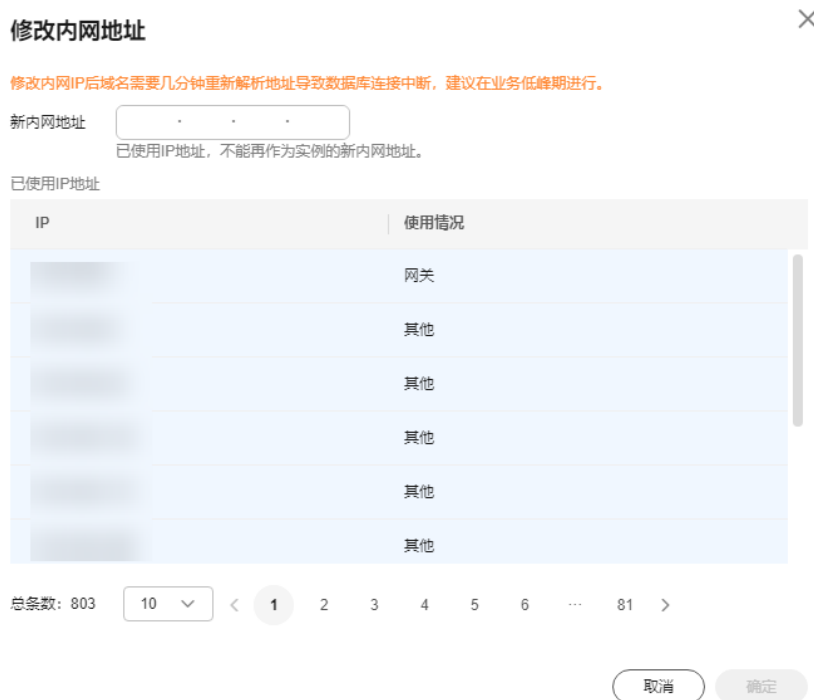 修改内网地址
修改内网IP后域名需要几分钟重新解析地址导致数据库连接中断，建议在业务低峰期进行。
新内网地址
已使用IP地址，不能再作为实例的新内网地址。
已使用IP地址
IP 使用情况
网关
其他
其他
其他
其他
其他
总条数：803 10 1 2 3 4 5 6 ... 81
取消 确定